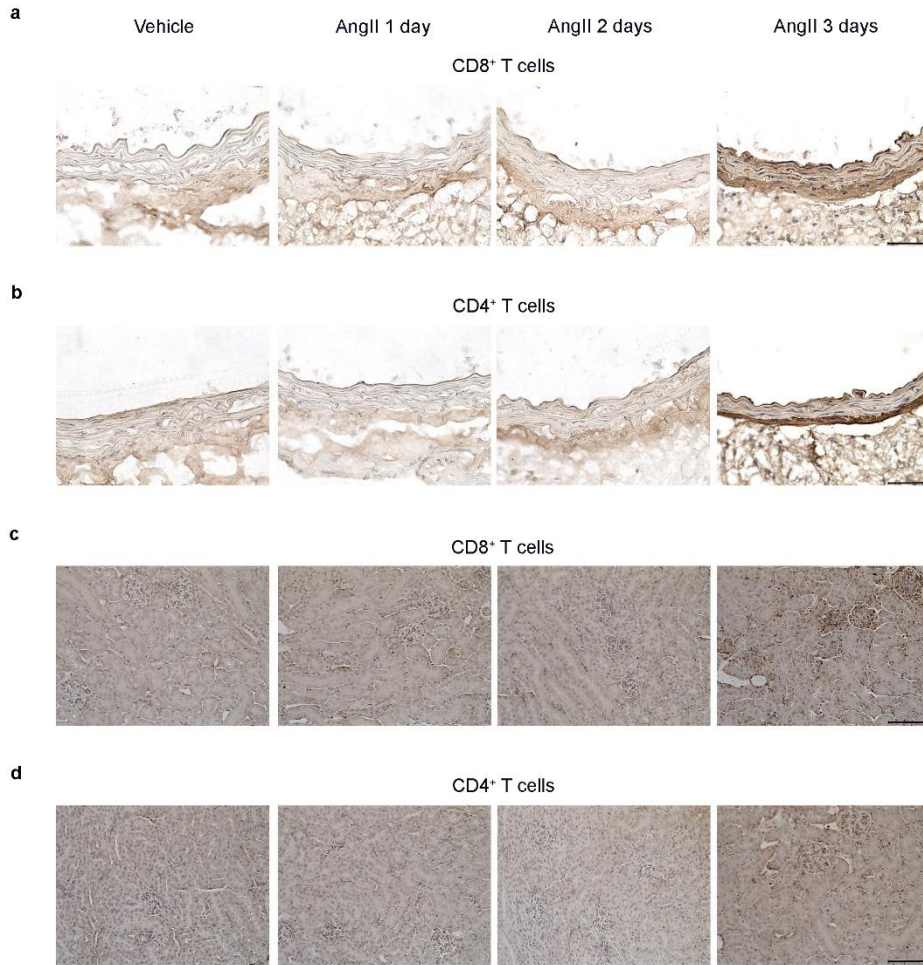 a
Vehicle AngII 1 day AngII 2 days AngII 3 days
CD8⁺ T cells
b
CD4⁺ T cells
c
CD8⁺ T cells
d
CD4⁺ T cells